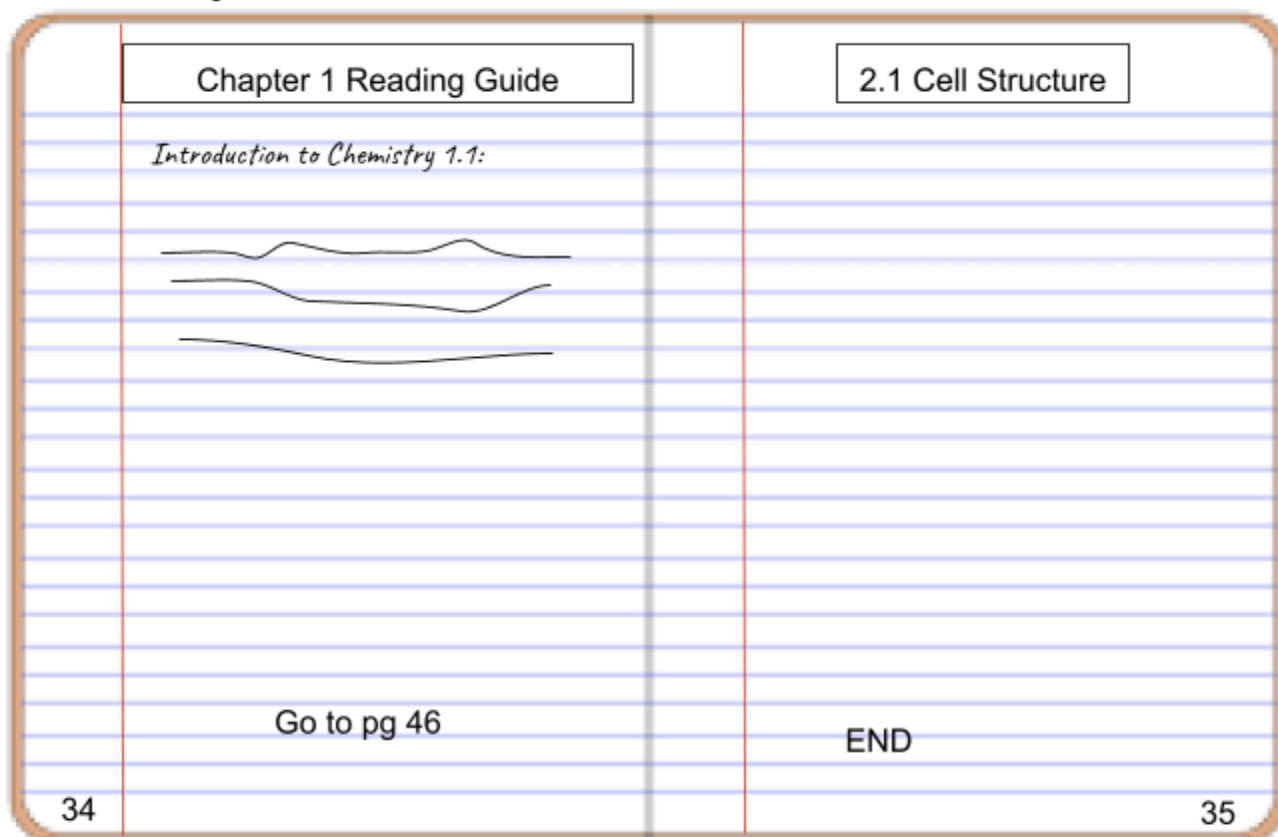 Chapter 1 Reading Guide
Introduction to Chemistry 1.1:
Go to pg 46
34
2.1 Cell Structure
END
35